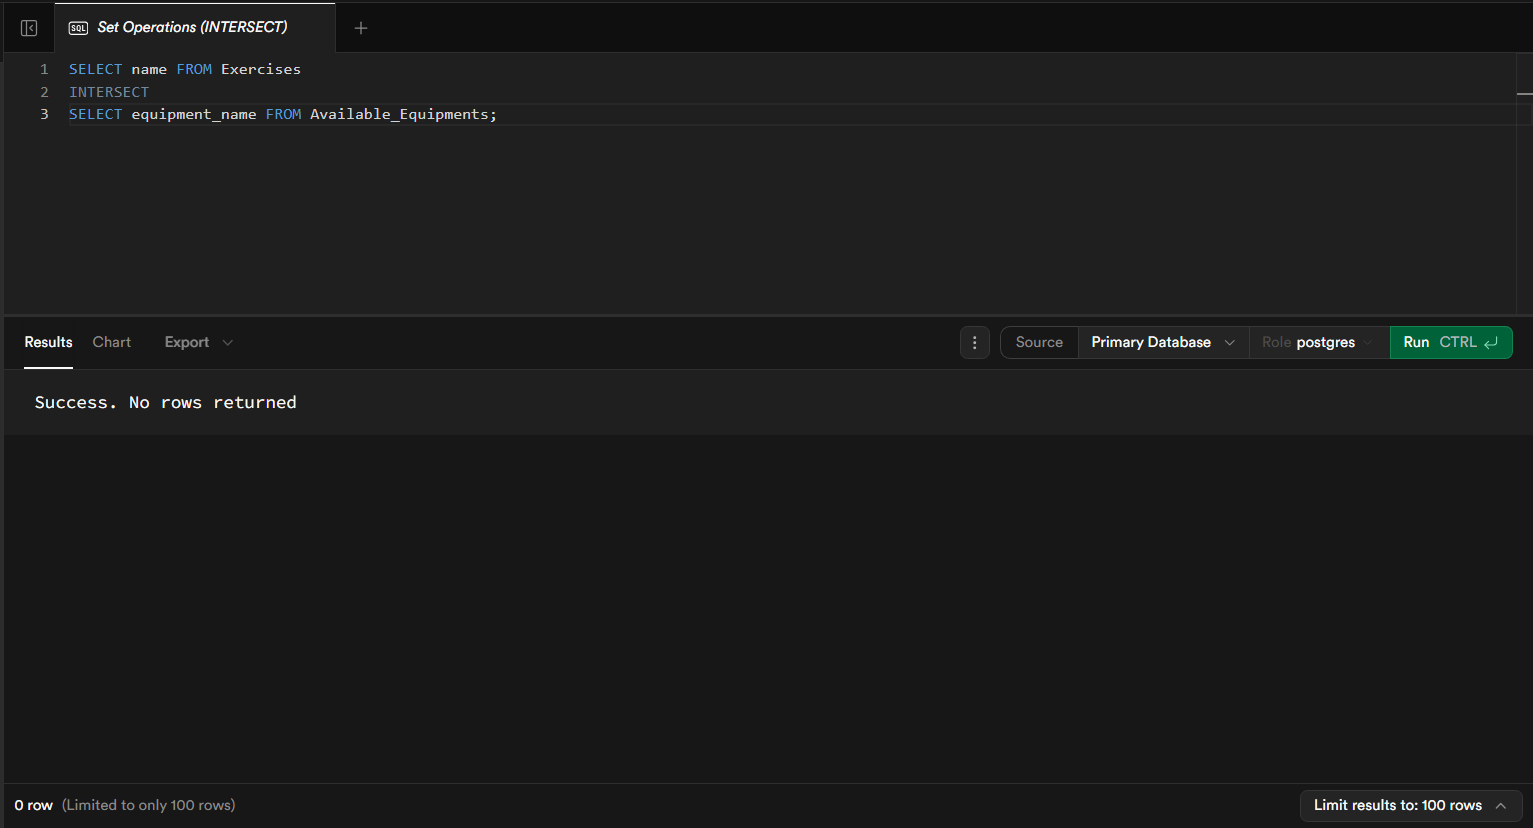 SQL Set Operations (INTERSECT)
1 SELECT name FROM Exercises
2 INTERSECT
3 SELECT equipment_name FROM Available_Equipments;
Results Chart Export Source Primary Database Role postgres Run CTRL
Success. No rows returned
0 row (Limited to only 100 rows) Limit results to: 100 rows